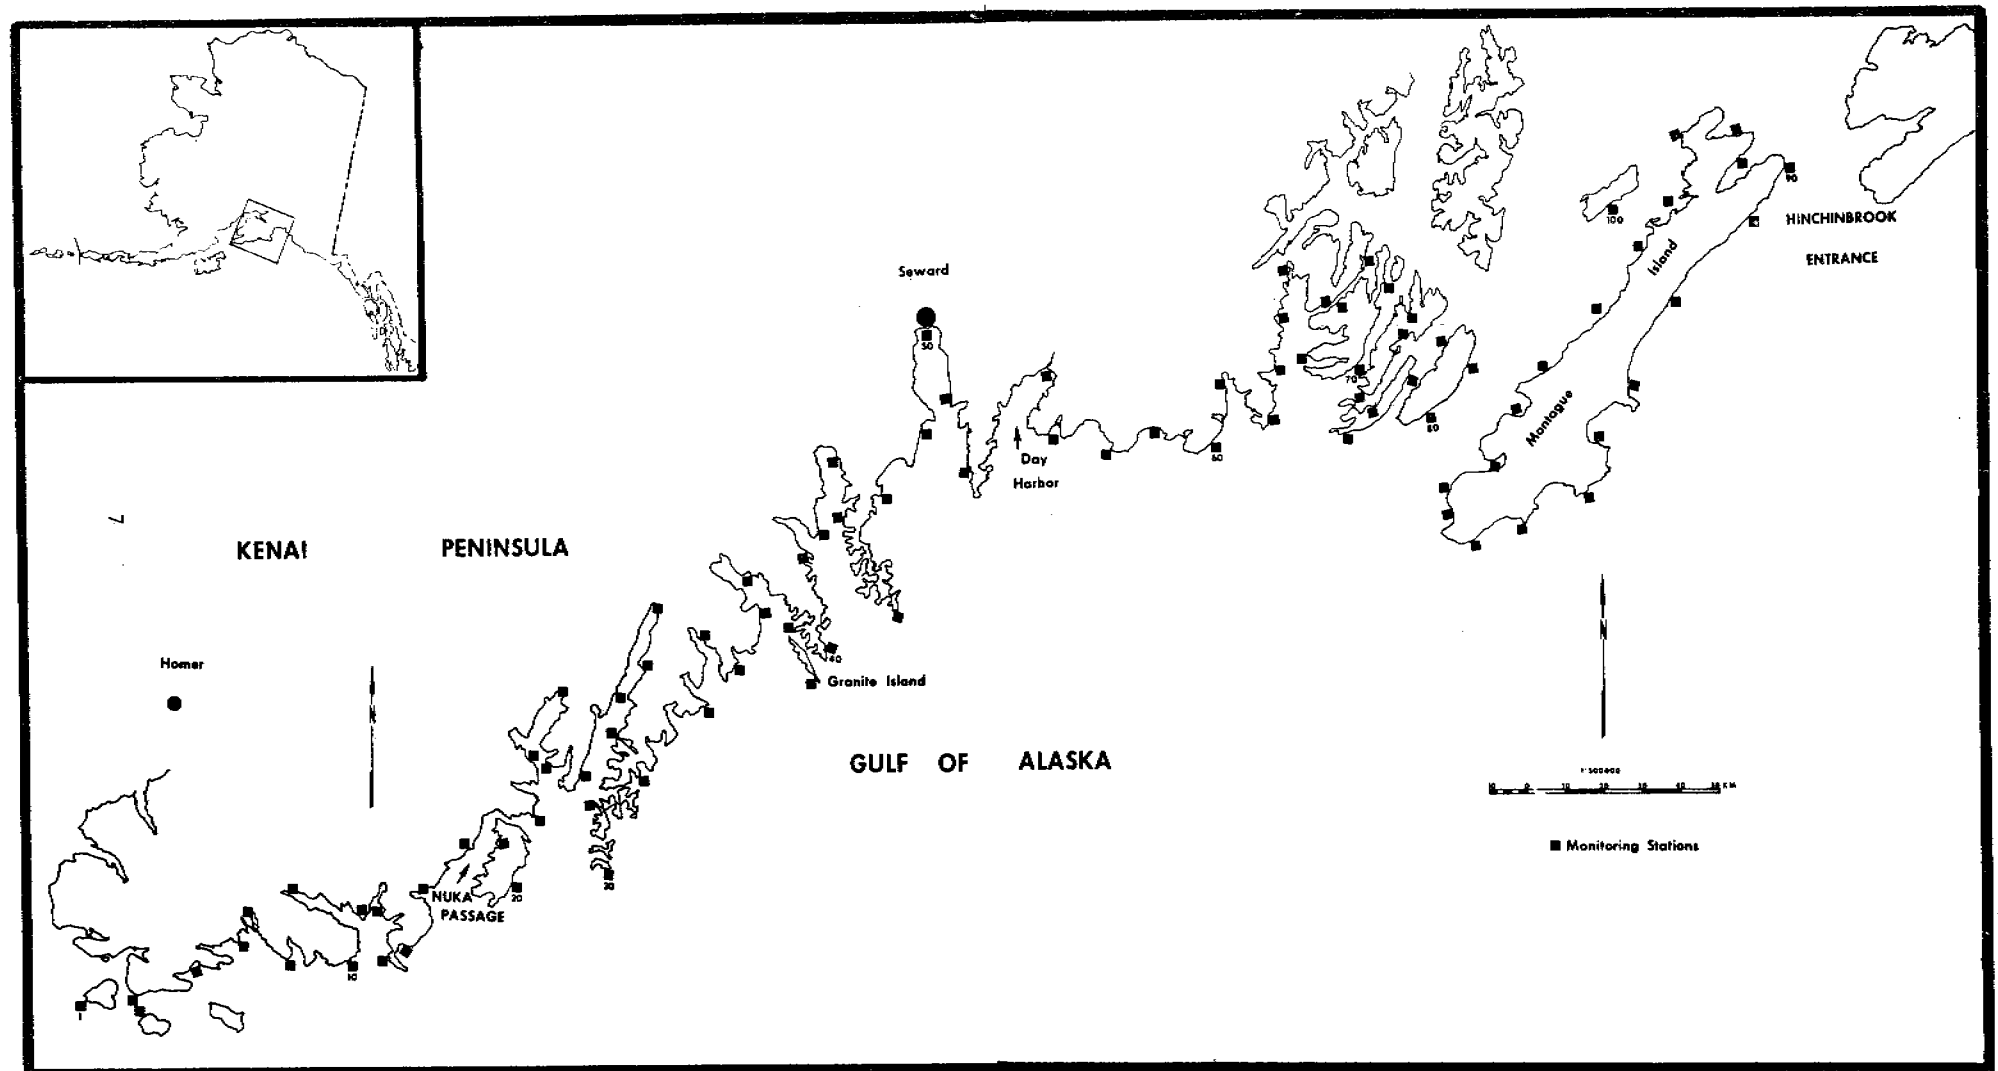 Seward
50
HINCHINBROOK
ENTRANCE
90
100
Island
Montague
70
80
60
Day
Harbor
KENAI PENINSULA
Homer
40
Granite Island
GULF OF ALASKA
NUKA
PASSAGE
20
10
1
N
N
Monitoring Stations